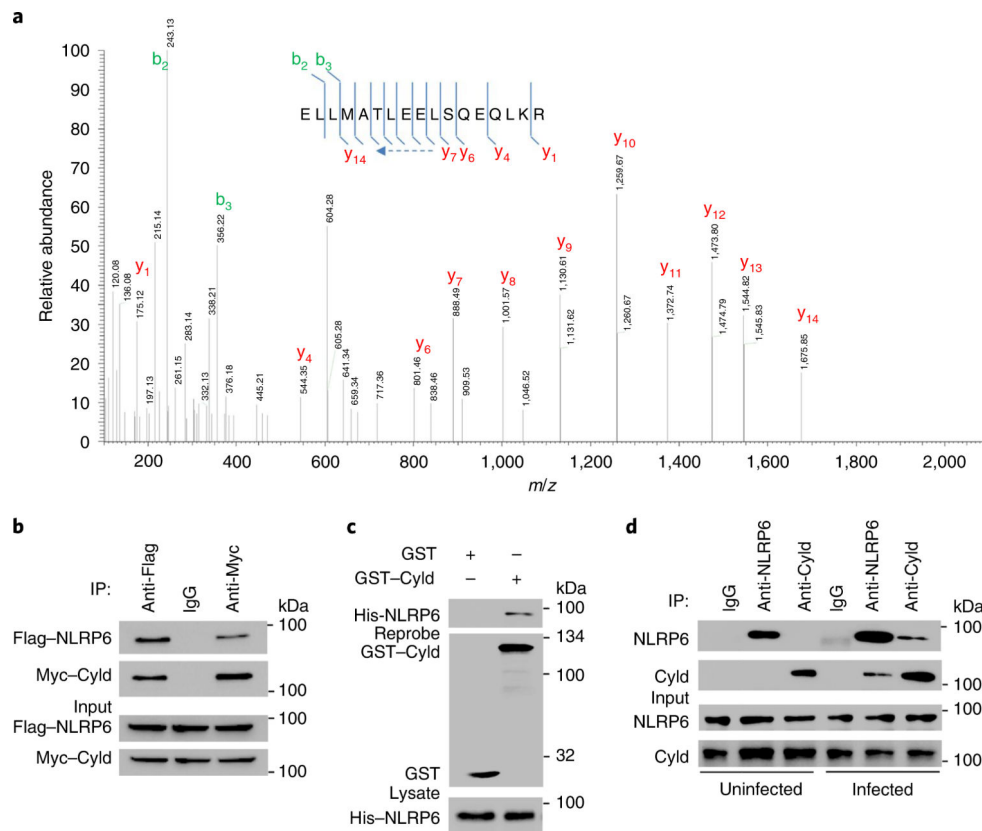 a
Relative abundance
100
90
80
70
60
50
40
30
20
10
0
200
400
600
800
1,000
1,200
1,400
1,600
1,800
2,000
m/z
b2 b3
ELLMATLEELSQEQLKR
y14 y7 y6 y4 y1
120.08
136.08
y1
175.12
197.13
215.14
b2
243.13
261.15
283.14
332.13
338.21
b3
356.22
376.18
445.21
y4
544.35
604.28
605.28
641.34
659.34
717.36
y6
801.46
838.46
y7
888.49
909.53
y8
1,001.57
1,046.52
y9
1,130.61
1,131.62
y10
1,259.67
1,260.67
y11
1,372.74
y12
1,473.80
1,474.79
y13
1,544.82
1,545.83
y14
1,675.85
b
IP: Anti-Flag IgG Anti-Myc
kDa
Flag–NLRP6 100
Myc–Cyld 100
Input
Flag–NLRP6 100
Myc–Cyld 100
c
GST + –
GST–Cyld – +
kDa
His-NLRP6 100
Reprobe 134
GST–Cyld
100
32
GST
Lysate
100
His–NLRP6
d
IP: IgG Anti-NLRP6 Anti-Cyld IgG Anti-NLRP6 Anti-Cyld
kDa
NLRP6 100
Cyld 100
Input
NLRP6 100
Cyld 100
Uninfected Infected